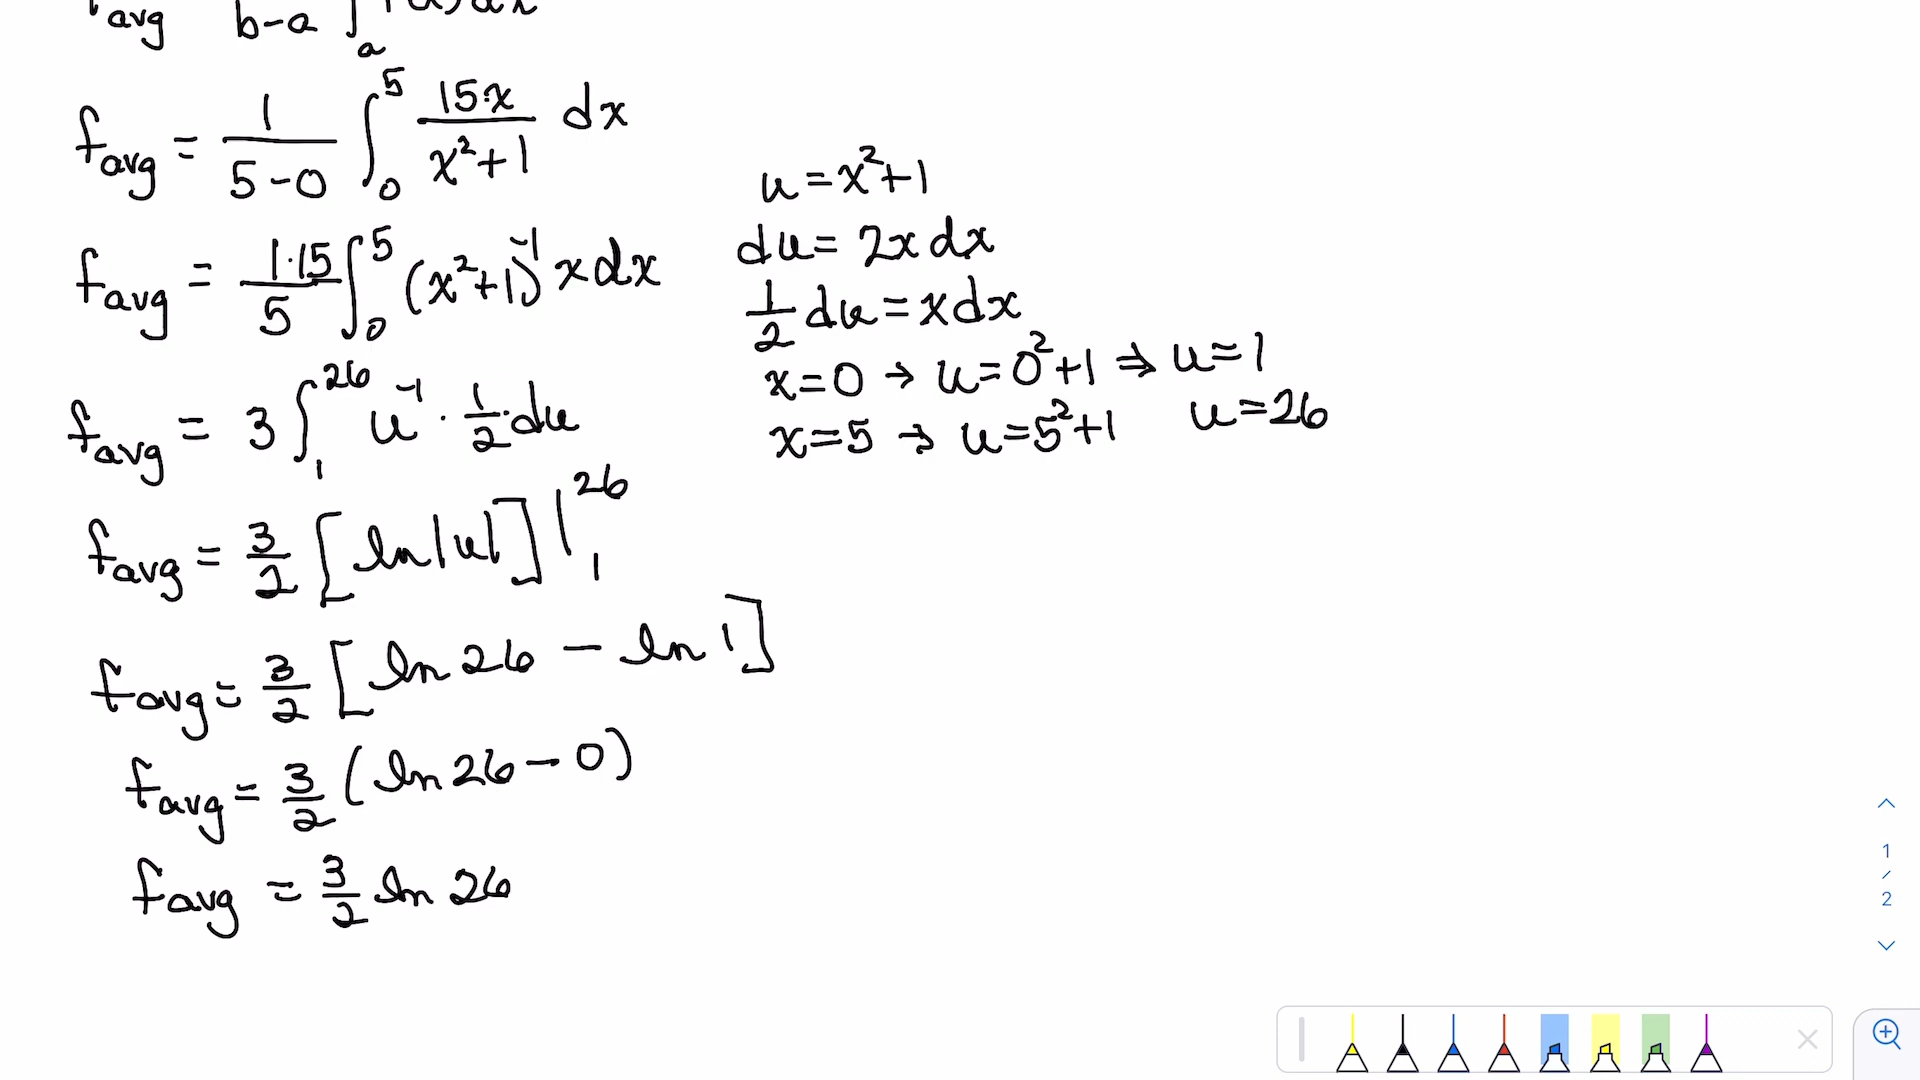 f_avg = 1/(b-a) ∫_a f(x) dx
f_avg = 1/(5-0) ∫_0^5 15x/(x²+1) dx
f_avg = (1·15)/5 ∫_0^5 (x²+1)^-1 x dx
f_avg = 3 ∫_1^26 u^-1 · 1/2 · du
f_avg = 3/2 [ln|u|] |_1^26
f_avg = 3/2 [ln 26 - ln 1]
f_avg = 3/2 (ln 26 - 0)
f_avg = 3/2 ln 26
u = x²+1
du = 2x dx
1/2 du = x dx
x=0 → u=0²+1 ⇒ u=1
x=5 → u=5²+1 u=26
1
/
2